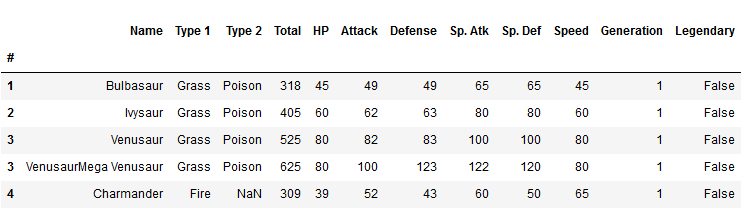 Name Type 1 Type 2 Total HP Attack Defense Sp. Atk Sp. Def Speed Generation Legendary
#
1 Bulbasaur Grass Poison 318 45 49 49 65 65 45 1 False
2 Ivysaur Grass Poison 405 60 62 63 80 80 60 1 False
3 Venusaur Grass Poison 525 80 82 83 100 100 80 1 False
3 VenusaurMega Venusaur Grass Poison 625 80 100 123 122 120 80 1 False
4 Charmander Fire NaN 309 39 52 43 60 50 65 1 False